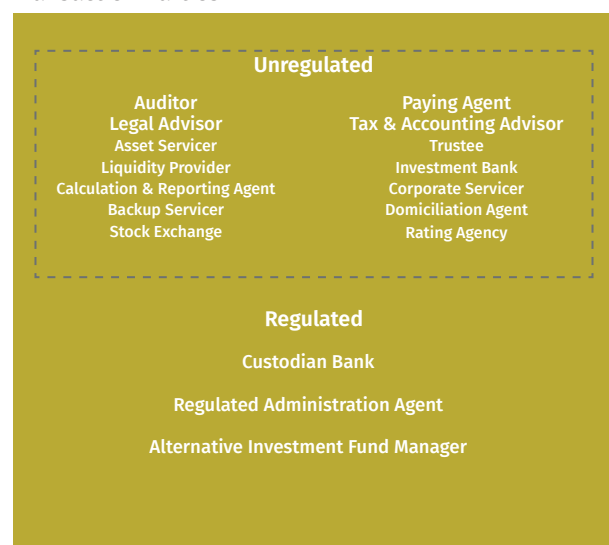 Unregulated
Auditor
Legal Advisor
Asset Servicer
Liquidity Provider
Calculation & Reporting Agent
Backup Servicer
Stock Exchange
Paying Agent
Tax & Accounting Advisor
Trustee
Investment Bank
Corporate Servicer
Domiciliation Agent
Rating Agency
Regulated
Custodian Bank
Regulated Administration Agent
Alternative Investment Fund Manager